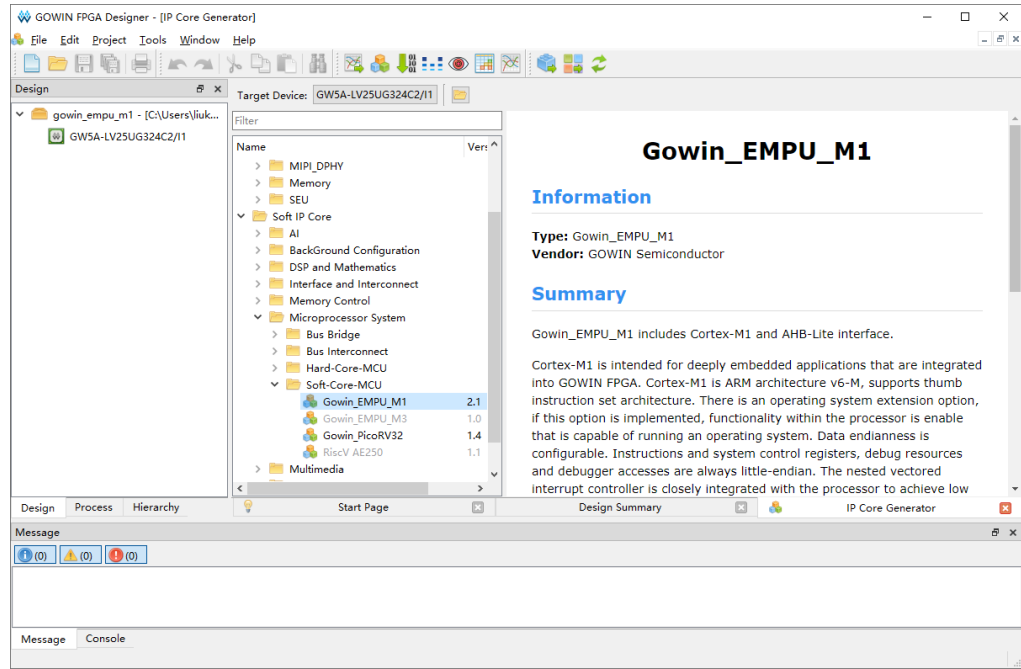 GOWIN FPGA Designer - [IP Core Generator]
File Edit Project Tools Window Help
Design
Target Device: GW5A-LV25UG324C2/I1
gowin_empu_m1 - [C:\Users\liuk...
GW5A-LV25UG324C2/I1
Filter
Name Vers
MIPI_DPHY
Memory
SEU
Soft IP Core
AI
BackGround Configuration
DSP and Mathematics
Interface and Interconnect
Memory Control
Microprocessor System
Bus Bridge
Bus Interconnect
Hard-Core-MCU
Soft-Core-MCU
Gowin_EMPU_M1 2.1
Gowin_EMPU_M3 1.0
Gowin_PicoRV32 1.4
RiscV AE250 1.1
Multimedia
Gowin_EMPU_M1
Information
Type: Gowin_EMPU_M1
Vendor: GOWIN Semiconductor
Summary
Gowin_EMPU_M1 includes Cortex-M1 and AHB-Lite interface.
Cortex-M1 is intended for deeply embedded applications that are integrated
into GOWIN FPGA. Cortex-M1 is ARM architecture v6-M, supports thumb
instruction set architecture. There is an operating system extension option,
if this option is implemented, functionality within the processor is enable
that is capable of running an operating system. Data endianness is
configurable. Instructions and system control registers, debug resources
and debugger accesses are always little-endian. The nested vectored
interrupt controller is closely integrated with the processor to achieve low
Design Process Hierarchy
Start Page
Design Summary
IP Core Generator
Message
(0) (0) (0)
Message Console